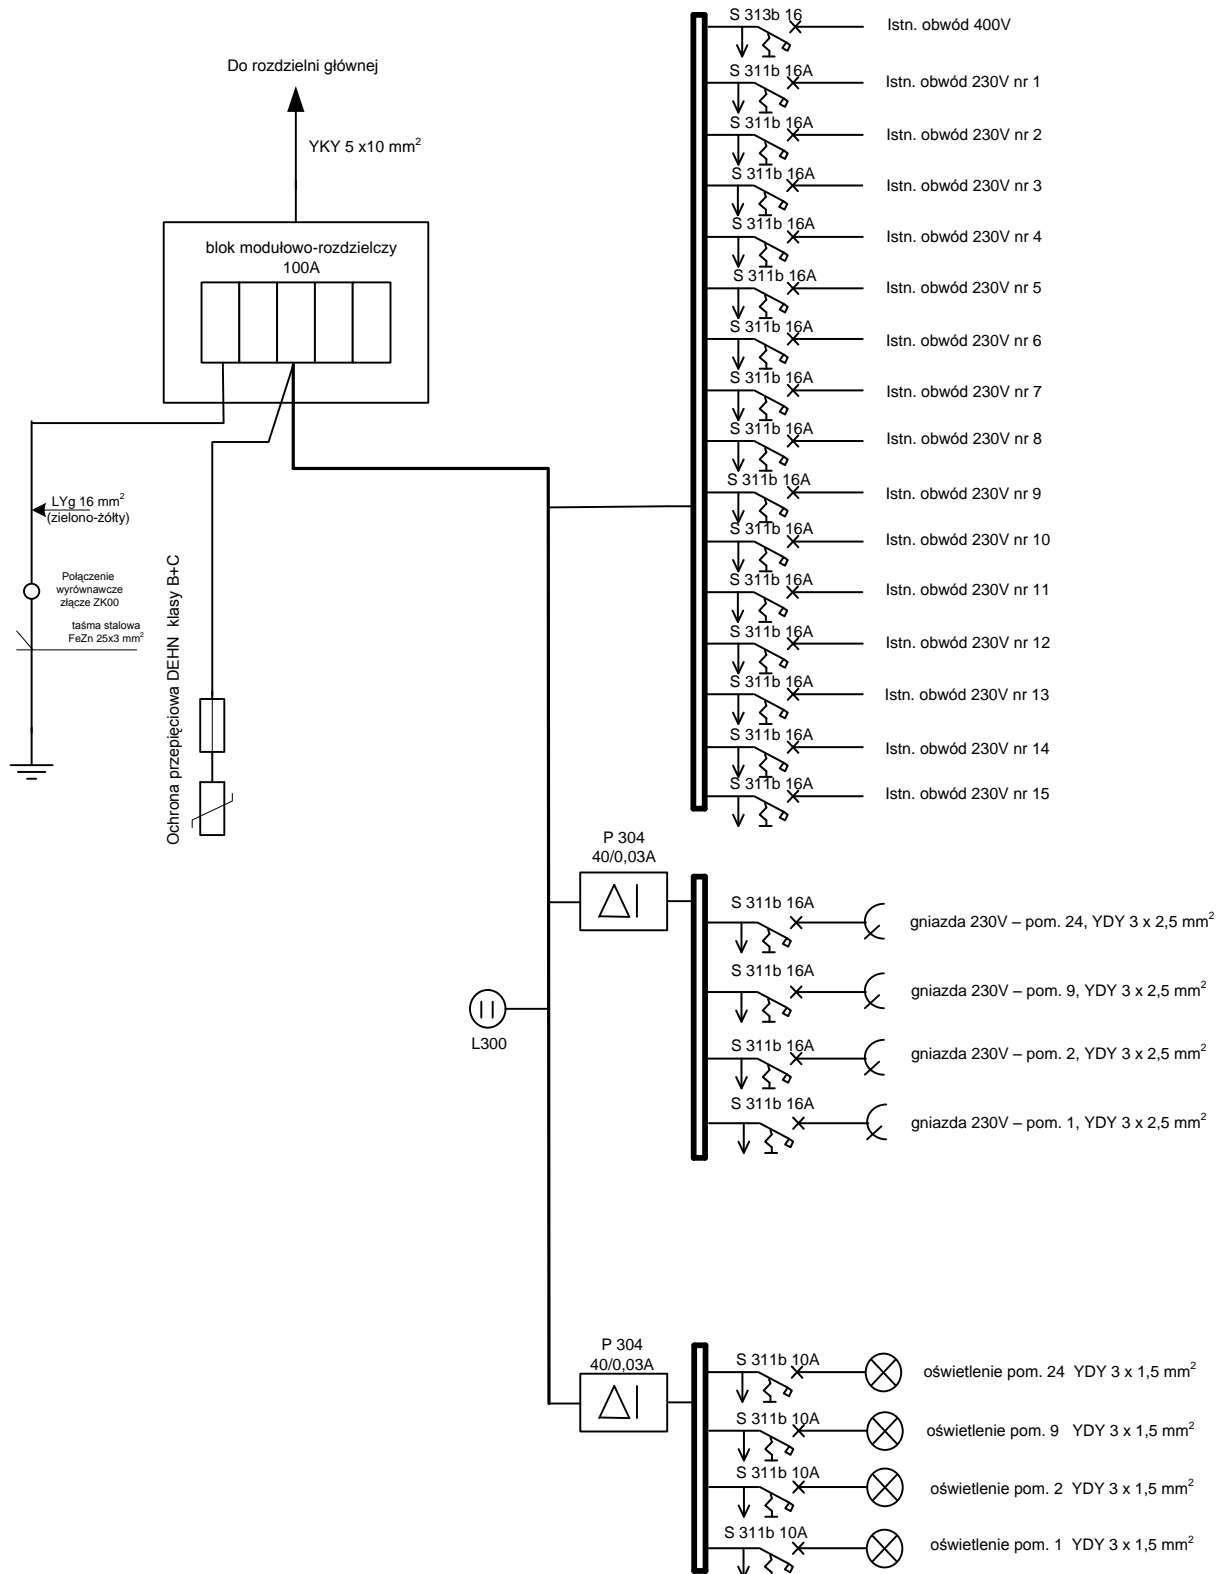 Do rozdzielni głównej
YKY 5 x10 mm²
blok modułowo-rozdzielczy
100A
LYg 16 mm²
(zielono-żółty)
Połączenie
wyrównawcze
złącze ZK00
taśma stalowa
FeZn 25x3 mm²
Ochrona przepięciowa DEHN klasy B+C
S 313b 16
Istn. obwód 400V
S 311b 16A
Istn. obwód 230V nr 1
S 311b 16A
Istn. obwód 230V nr 2
S 311b 16A
Istn. obwód 230V nr 3
S 311b 16A
Istn. obwód 230V nr 4
S 311b 16A
Istn. obwód 230V nr 5
S 311b 16A
Istn. obwód 230V nr 6
S 311b 16A
Istn. obwód 230V nr 7
S 311b 16A
Istn. obwód 230V nr 8
S 311b 16A
Istn. obwód 230V nr 9
S 311b 16A
Istn. obwód 230V nr 10
S 311b 16A
Istn. obwód 230V nr 11
S 311b 16A
Istn. obwód 230V nr 12
S 311b 16A
Istn. obwód 230V nr 13
S 311b 16A
Istn. obwód 230V nr 14
S 311b 16A
Istn. obwód 230V nr 15
P 304
40/0,03A
S 311b 16A
gniazda 230V – pom. 24, YDY 3 x 2,5 mm²
S 311b 16A
gniazda 230V – pom. 9, YDY 3 x 2,5 mm²
S 311b 16A
gniazda 230V – pom. 2, YDY 3 x 2,5 mm²
S 311b 16A
gniazda 230V – pom. 1, YDY 3 x 2,5 mm²
L300
P 304
40/0,03A
S 311b 10A
oświetlenie pom. 24 YDY 3 x 1,5 mm²
S 311b 10A
oświetlenie pom. 9 YDY 3 x 1,5 mm²
S 311b 10A
oświetlenie pom. 2 YDY 3 x 1,5 mm²
S 311b 10A
oświetlenie pom. 1 YDY 3 x 1,5 mm²